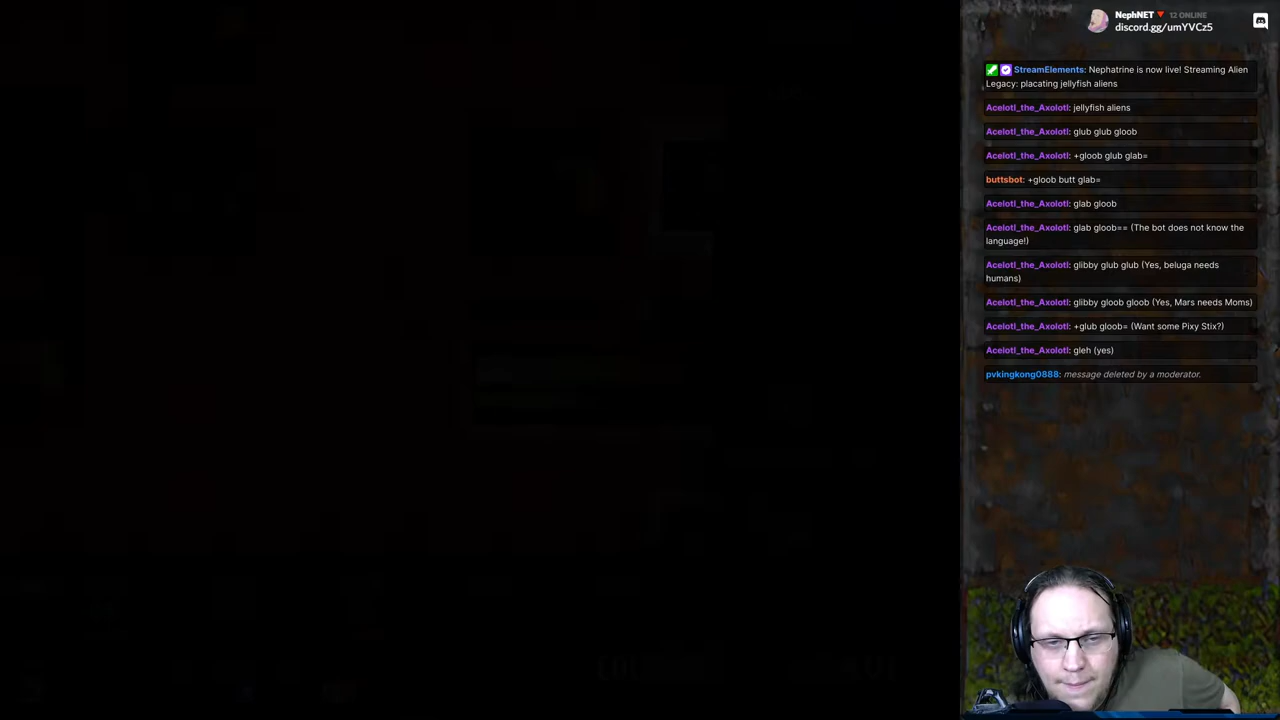 NephNET 12 ONLINE
discord.gg/umYVCz5
StreamElements: Nephatrine is now live! Streaming Alien
Legacy: placating jellyfish aliens
Acelotl_the_Axolotl: jellyfish aliens
Acelotl_the_Axolotl: glub glub gloob
Acelotl_the_Axolotl: +gloob glub glab=
buttsbot: +gloob butt glab=
Acelotl_the_Axolotl: glab gloob
Acelotl_the_Axolotl: glab gloob== (The bot does not know the
language!)
Acelotl_the_Axolotl: glibby glub glub (Yes, beluga needs
humans)
Acelotl_the_Axolotl: glibby gloob gloob (Yes, Mars needs Moms)
Acelotl_the_Axolotl: +glub gloob= (Want some Pixy Stix?)
Acelotl_the_Axolotl: gleh (yes)
pvkingkong0888: message deleted by a moderator.